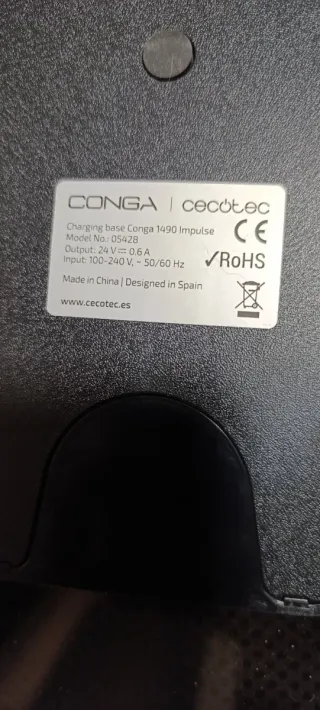 CONGA | cecotec
Charging base Conga 1490 Impulse
Model No.: 05428
Output: 24 V⎓ 0.6 A
Input: 100-240 V, ~ 50/60 Hz
CE
✓RoHS
Made in China | Designed in Spain
www.cecotec.es